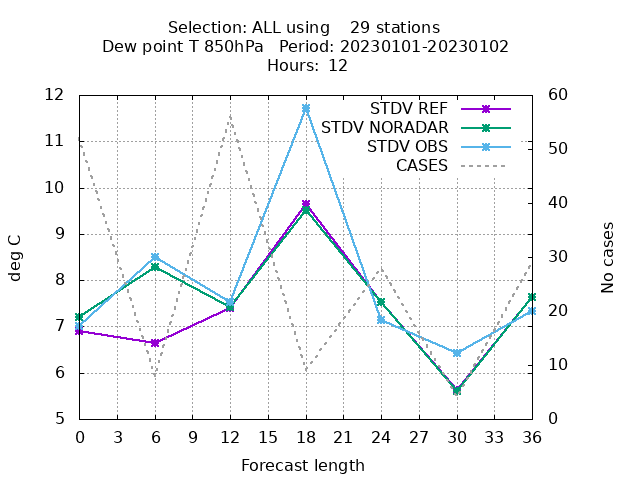 Selection: ALL using    29 stations
Dew point T 850hPa   Period: 20230101-20230102
Hours:  12
12
11
10
9
8
7
6
5
60
50
40
30
20
10
0
deg C
No cases
STDV REF
STDV NORADAR
STDV OBS
CASES
0 3 6 9 12 15 18 21 24 27 30 33 36
Forecast length